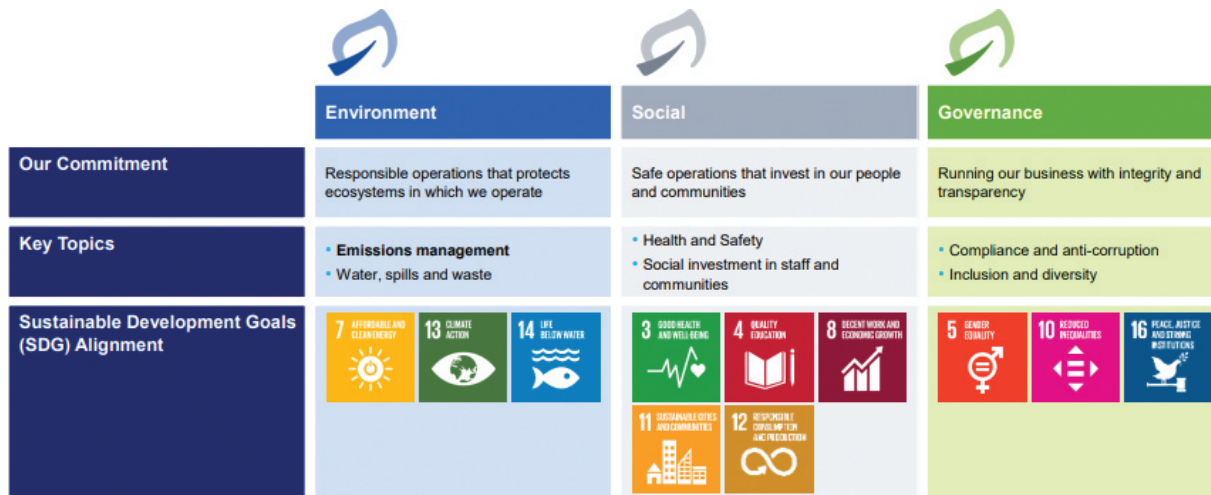 Environment
Social
Governance
Our Commitment
Responsible operations that protects
ecosystems in which we operate
Safe operations that invest in our people
and communities
Running our business with integrity and
transparency
Key Topics
• Emissions management
• Water, spills and waste
• Health and Safety
• Social investment in staff and
communities
• Compliance and anti-corruption
• Inclusion and diversity
Sustainable Development Goals
(SDG) Alignment
7 AFFORDABLE AND
CLEAN ENERGY
13 CLIMATE
ACTION
14 LIFE
BELOW WATER
3 GOOD HEALTH
AND WELL-BEING
4 QUALITY
EDUCATION
8 DECENT WORK AND
ECONOMIC GROWTH
11 SUSTAINABLE CITIES
AND COMMUNITIES
12 RESPONSIBLE
CONSUMPTION
AND PRODUCTION
5 GENDER
EQUALITY
10 REDUCED
INEQUALITIES
16 PEACE, JUSTICE
AND STRONG
INSTITUTIONS